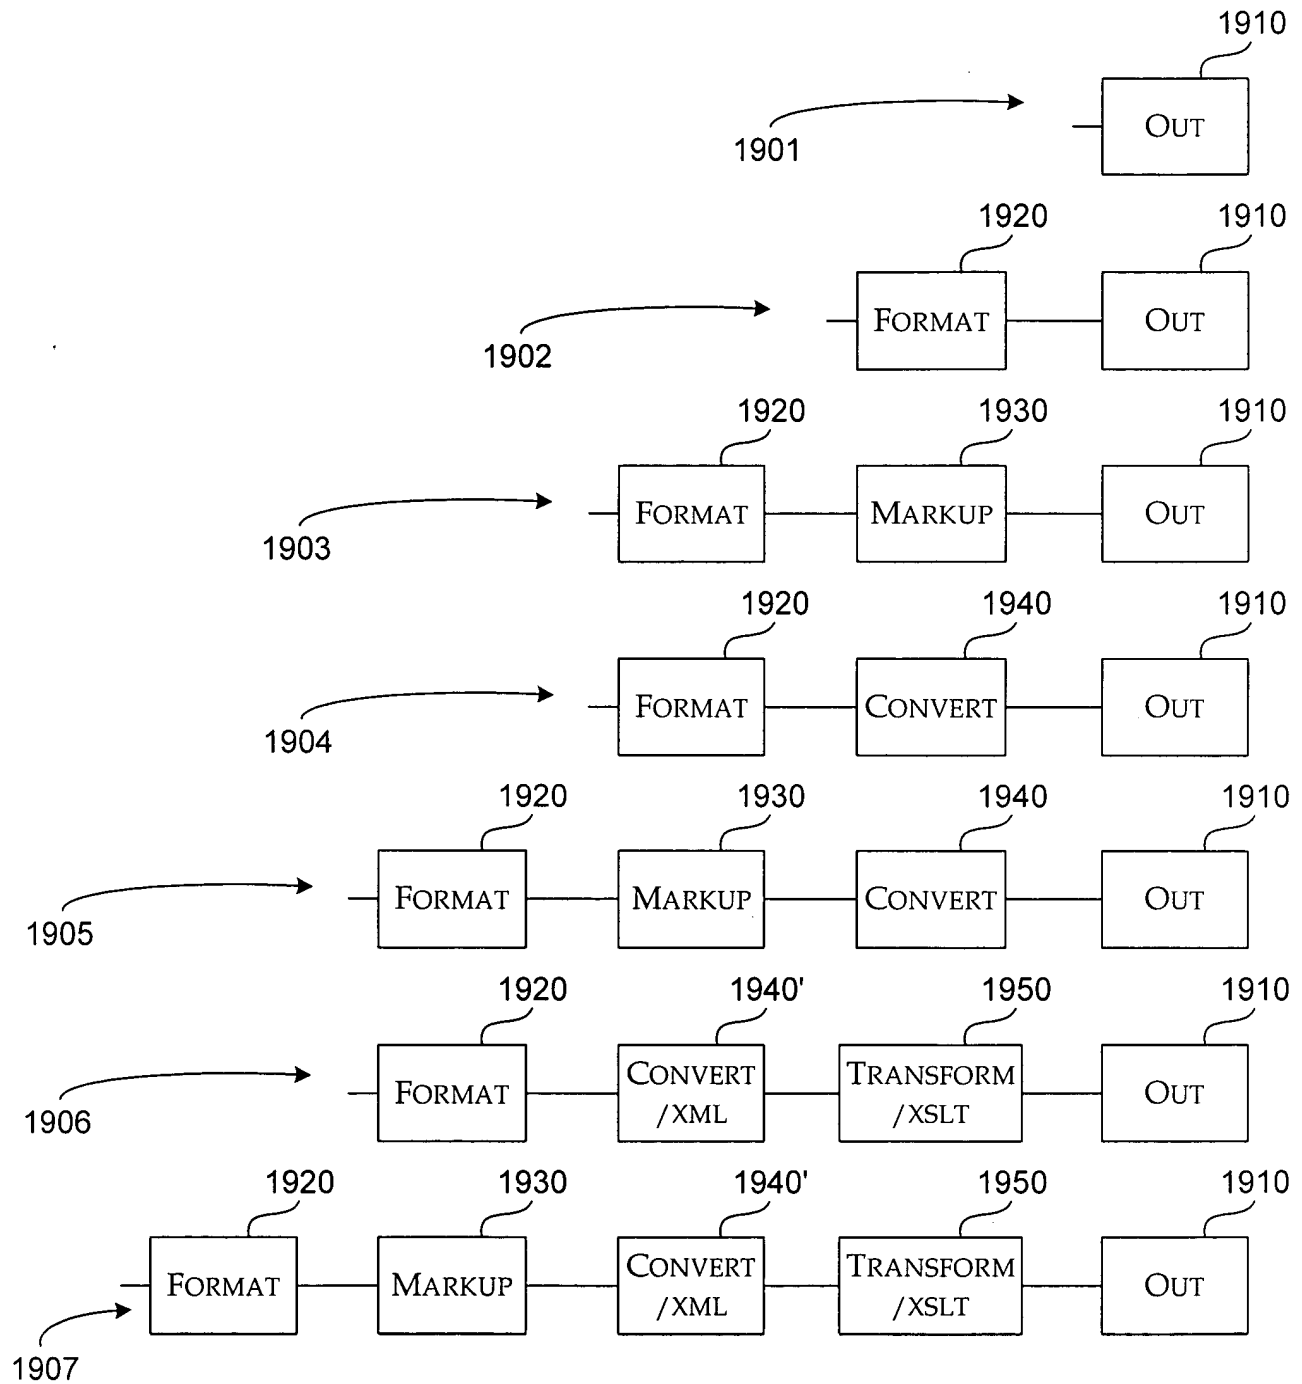 1910
1901
OUT
1920 1910
1902
FORMAT OUT
1920 1930 1910
1903
FORMAT MARKUP OUT
1920 1940 1910
1904
FORMAT CONVERT OUT
1920 1930 1940 1910
1905
FORMAT MARKUP CONVERT OUT
1920 1940' 1950 1910
1906
FORMAT CONVERT TRANSFORM OUT
/XML /XSLT
1920 1930 1940' 1950 1910
FORMAT MARKUP CONVERT TRANSFORM OUT
/XML /XSLT
1907